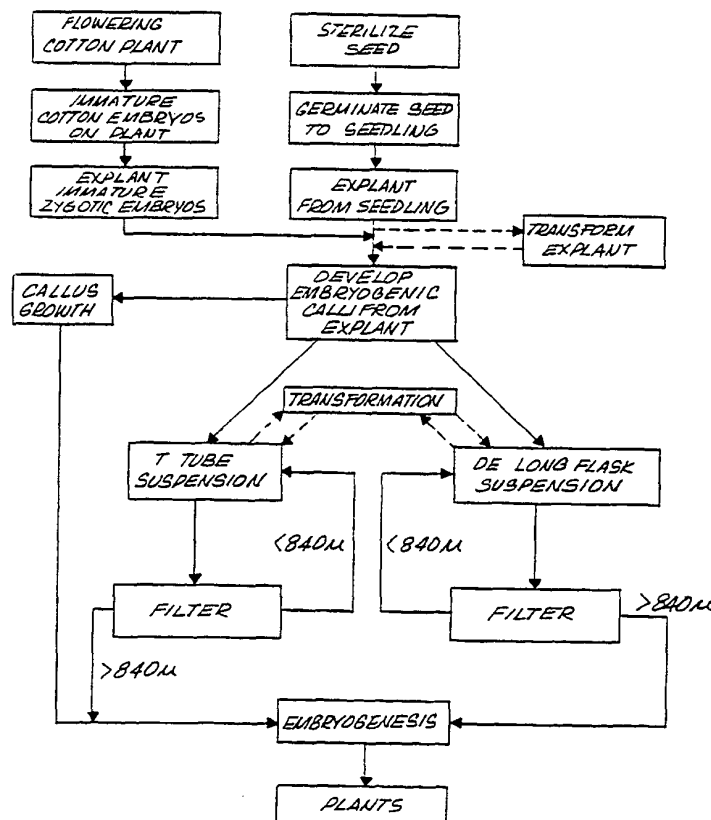 FLOWERING
COTTON PLANT
STERILIZE
SEED
IMMATURE
COTTON EMBRYOS
ON PLANT
GERMINATE SEED
TO SEEDLING
EXPLANT
IMMATURE
ZYGOTIC EMBRYOS
EXPLANT
FROM SEEDLING
TRANSFORM
EXPLANT
CALLUS
GROWTH
DEVELOP
EMBRYOGENIC
CALLI FROM
EXPLANT
TRANSFORMATION
T TUBE
SUSPENSION
DE LONG FLASK
SUSPENSION
<840μ
<840μ
FILTER
FILTER
>840μ
>840μ
EMBRYOGENESIS
PLANTS